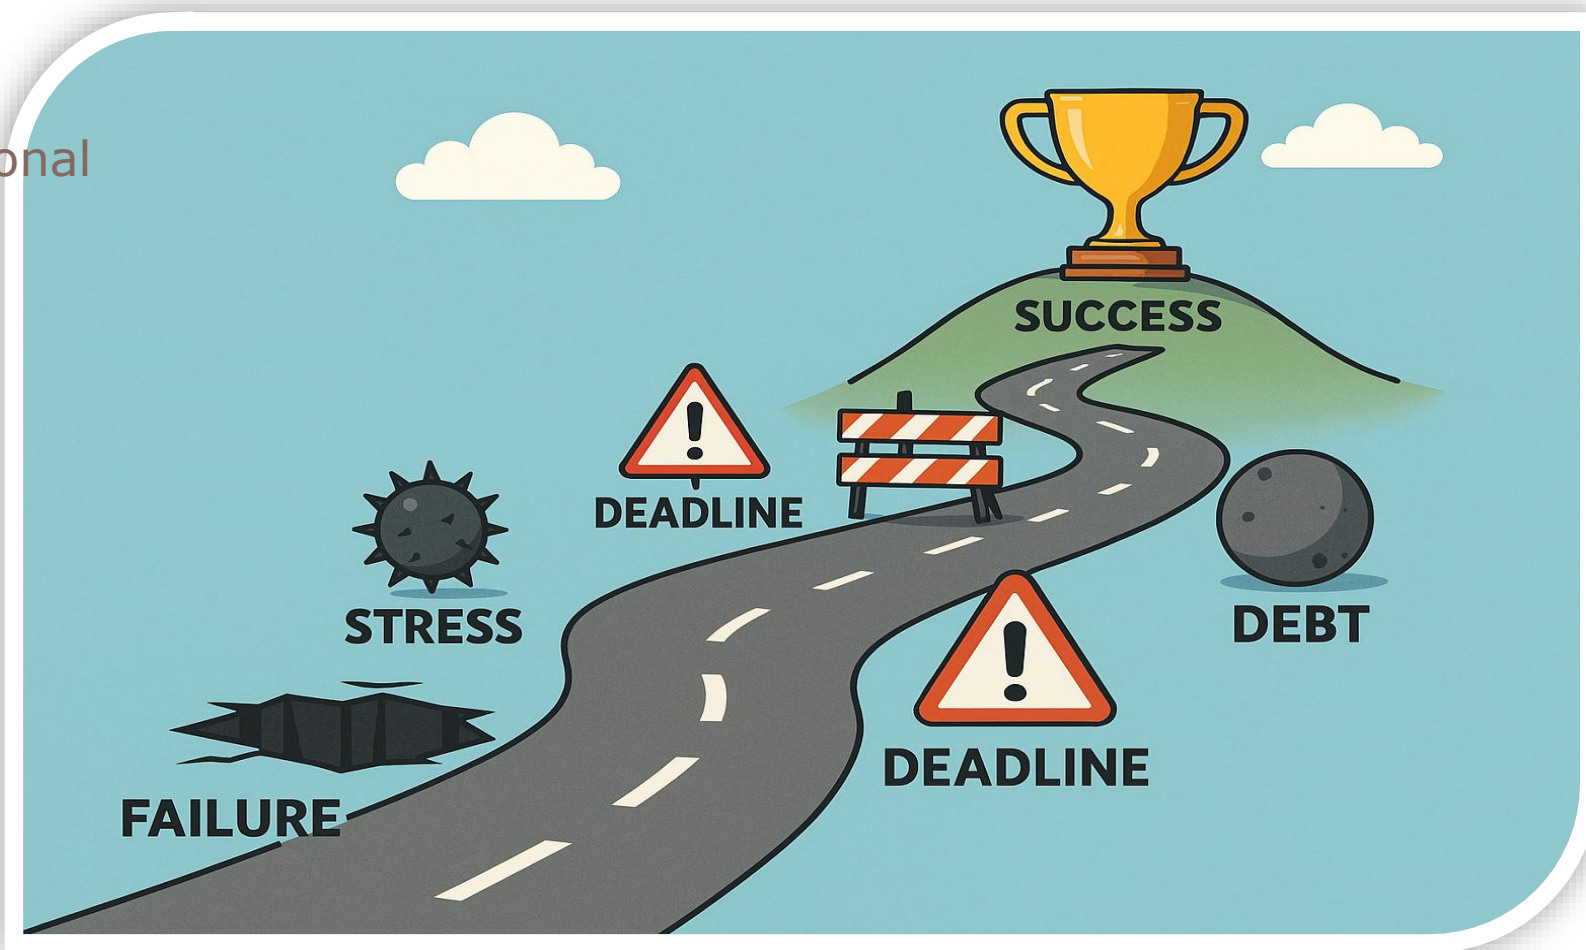 onal
SUCCESS
DEADLINE
STRESS
DEBT
DEADLINE
FAILURE